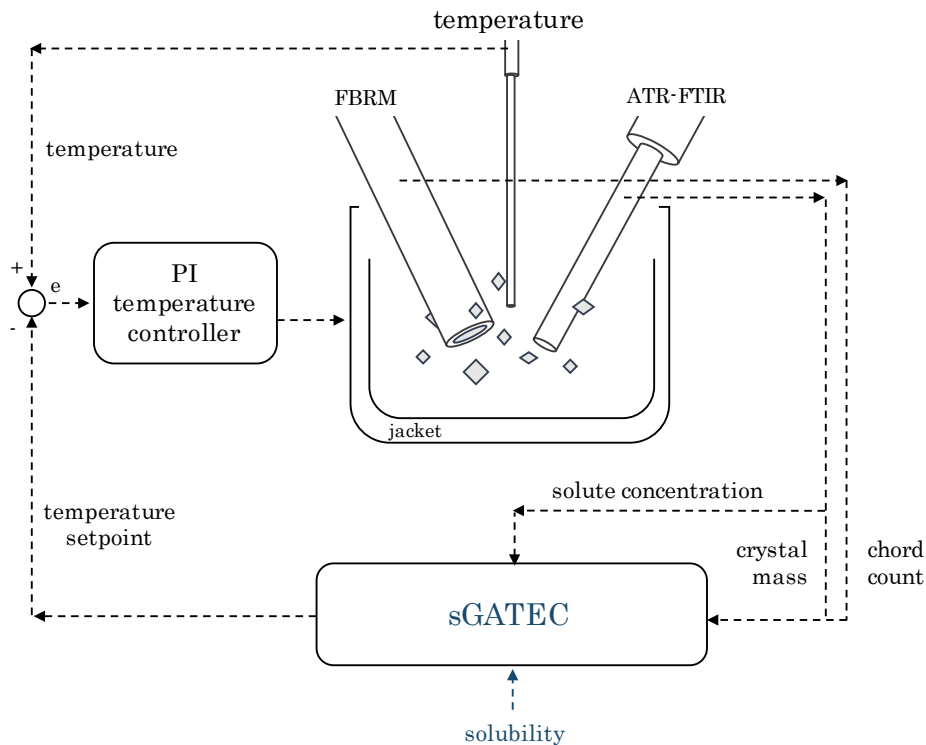 temperature
FBRM
ATR-FTIR
temperature
+
e
-
PI
temperature
controller
jacket
temperature
setpoint
solute concentration
crystal
mass
chord
count
sGATEC
solubility